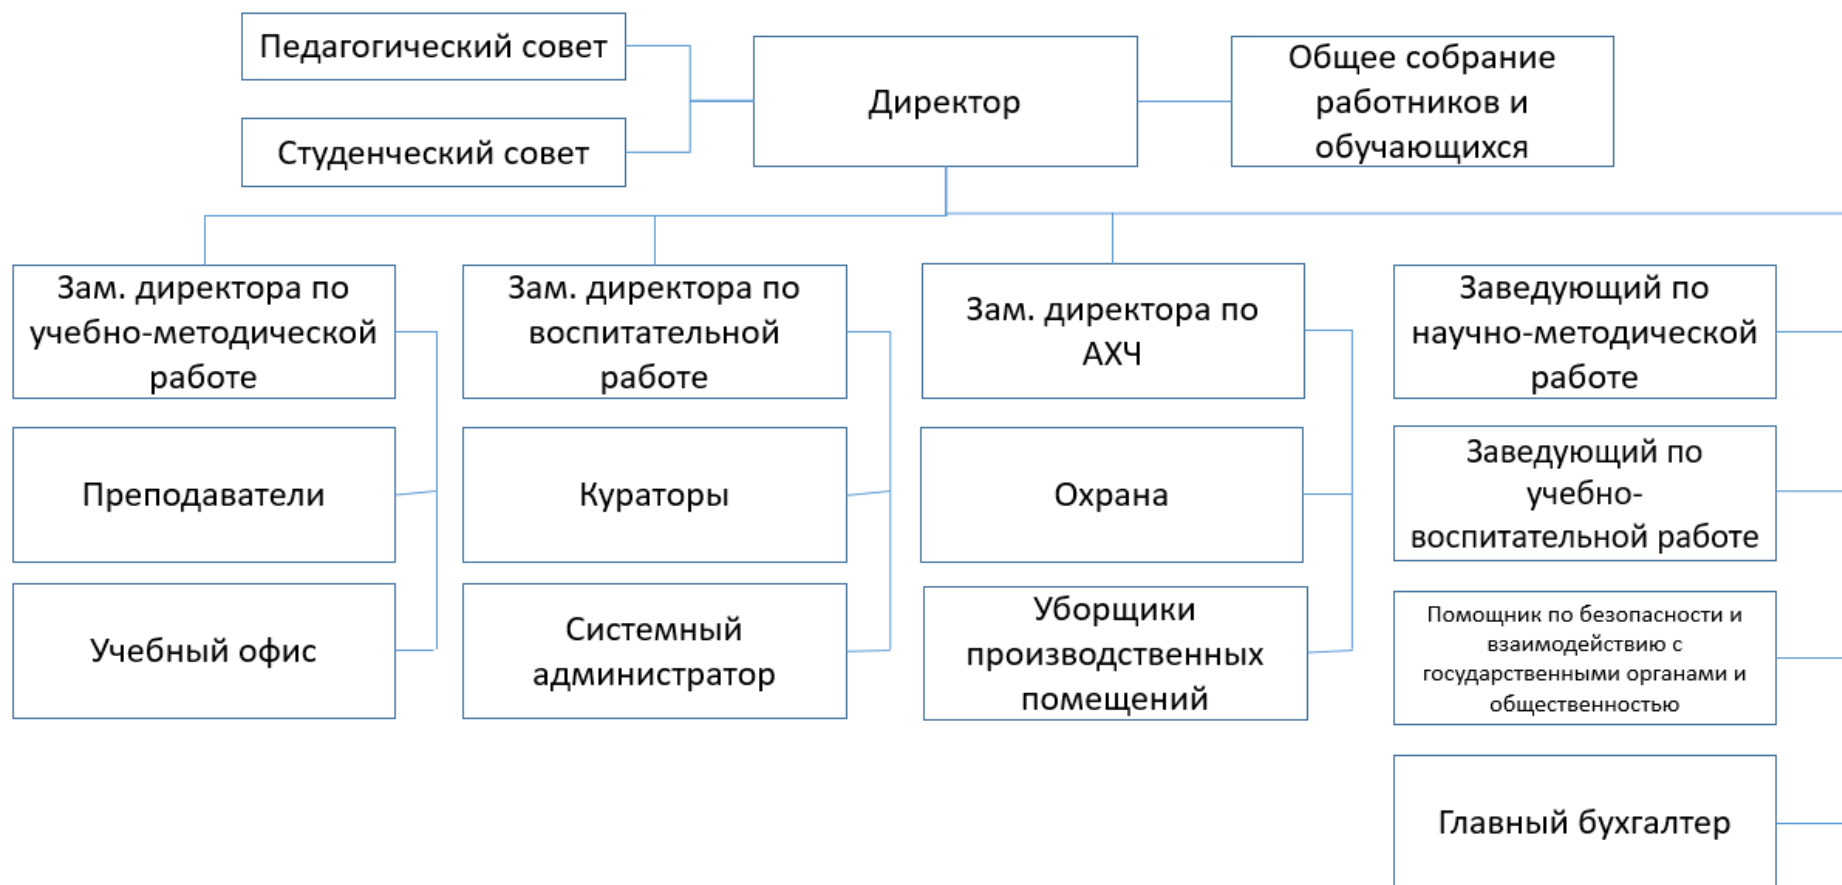 Педагогический совет
Студенческий совет
Директор
Общее собрание
работников и
обучающихся
Зам. директора по
учебно-методической
работе
Зам. директора по
воспитательной
работе
Зам. директора по
АХЧ
Заведующий по
научно-методической
работе
Преподаватели
Кураторы
Охрана
Заведующий по
учебно-
воспитательной работе
Учебный офис
Системный
администратор
Уборщики
производственных
помещений
Помощник по безопасности и
взаимодействию с
государственными органами и
общественностью
Главный бухгалтер